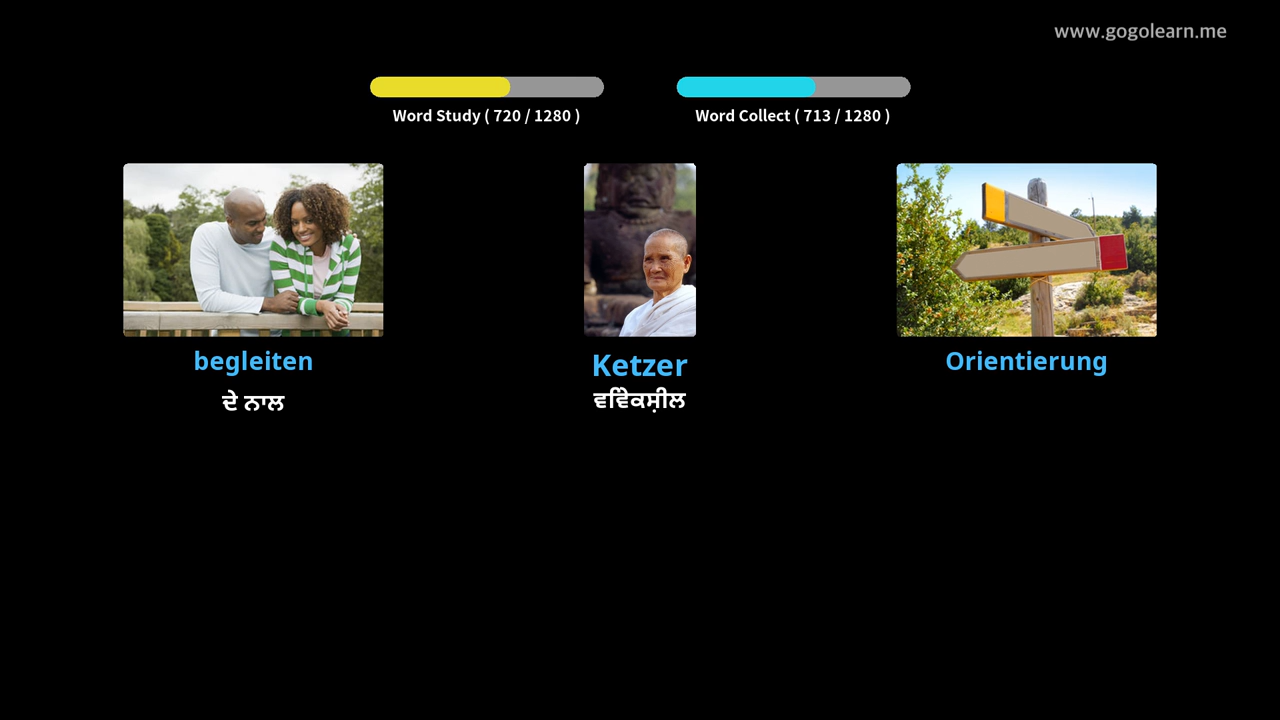 www.gogolearn.me
Word Study ( 720 / 1280 )
Word Collect ( 713 / 1280 )
begleiten
Ketzer
Orientierung
ਦੇ ਨਾਲ
ਵਵਿੇਕਸ਼ੀਲ